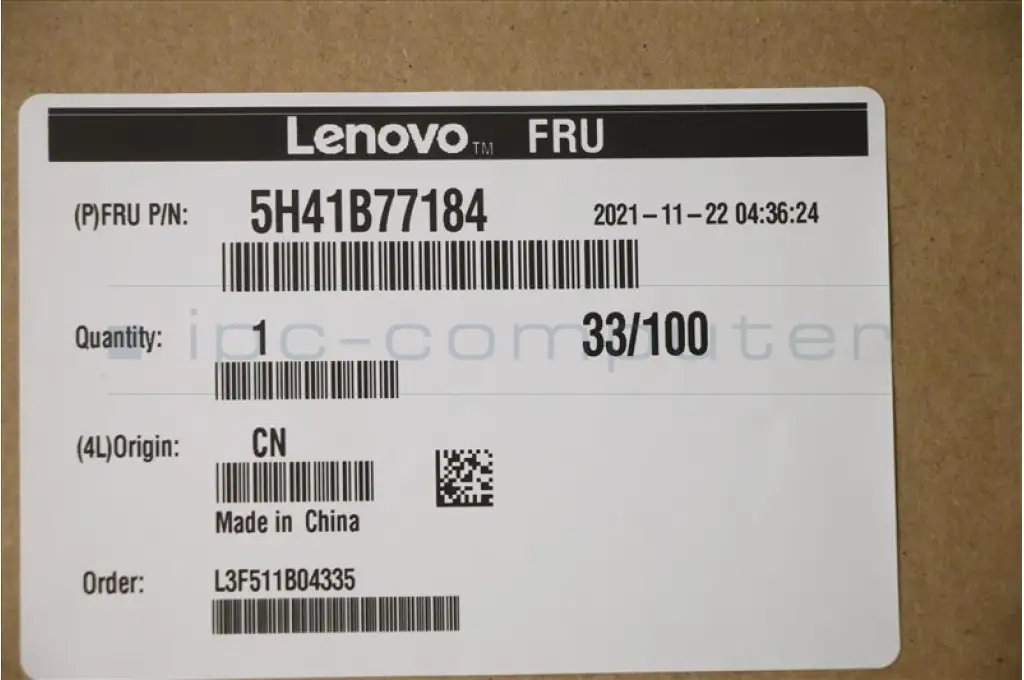 Lenovo™ FRU
(P)FRU P/N: 5H41B77184 2021-11-22 04:36:24
Quantity: 1 33/100
ipc-computer
(4L)Origin: CN
Made in China
Order: L3F511B04335